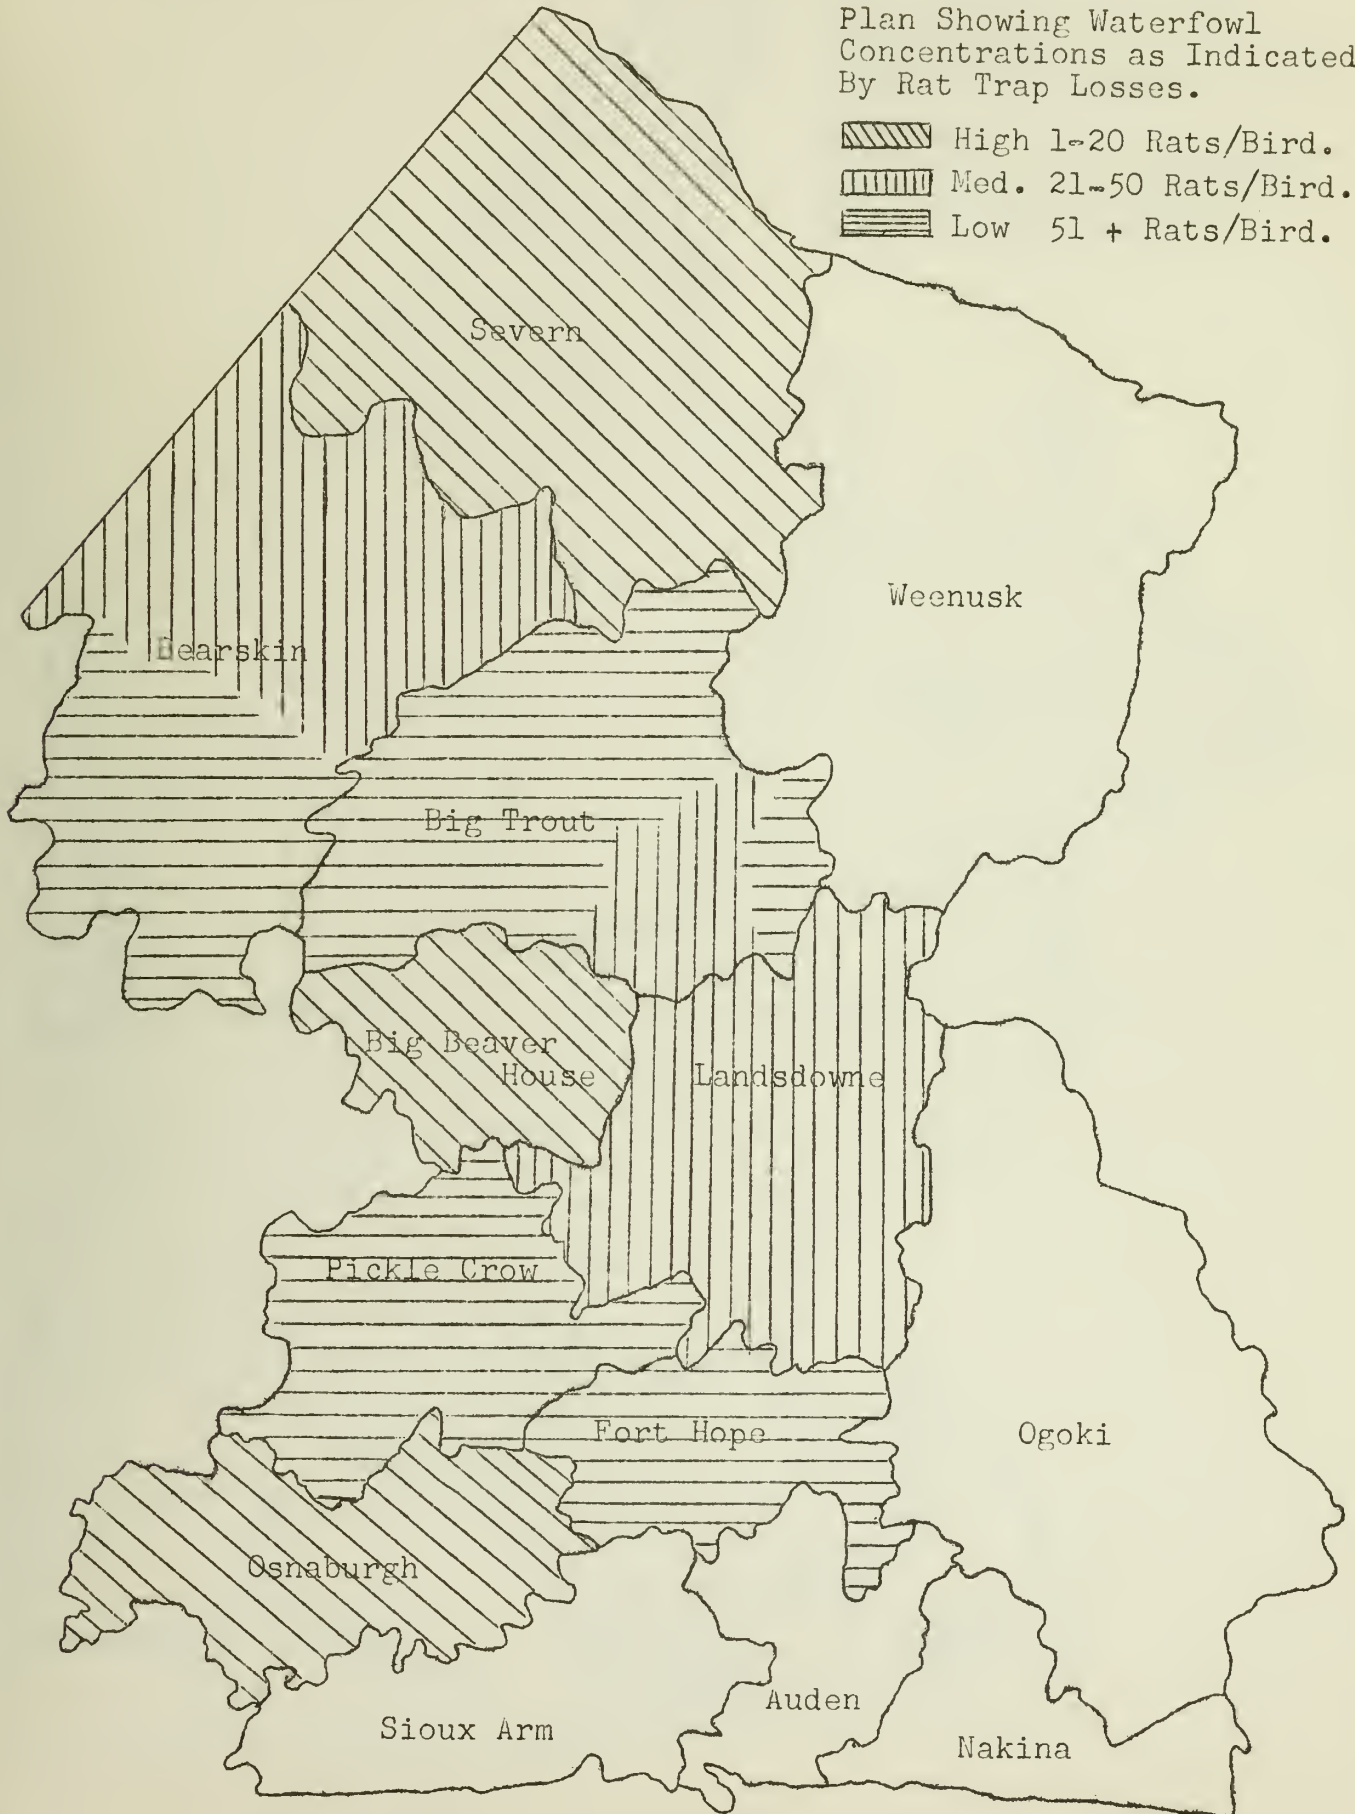 Plan Showing Waterfowl
Concentrations as Indicated
By Rat Trap Losses.
High 1-20 Rats/Bird.
Med. 21-50 Rats/Bird.
Low 51 + Rats/Bird.
Severn
Weenusk
Bearskin
Big Trout
Big Beaver
House
Landsdowne
Pickle Crow
Fort Hope
Ogoki
Osnaburgh
Auden
Sioux Arm
Nakina